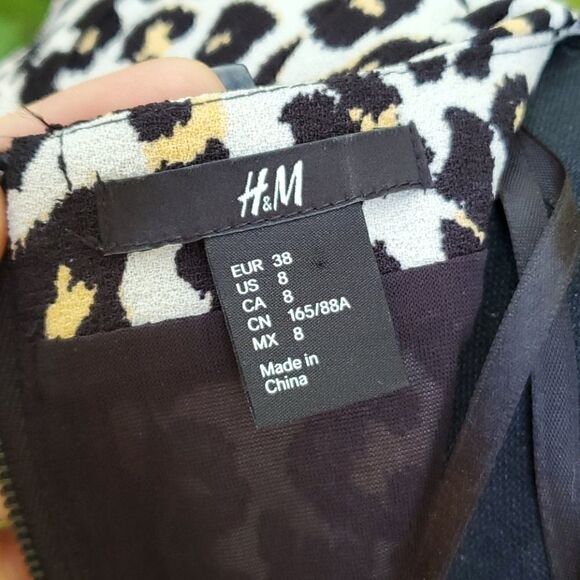 H&M
EUR 38
US 8
CA 8
CN 165/88A
MX 8
Made in
China